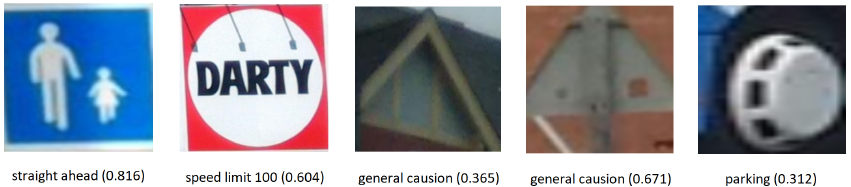 DARTY
straight ahead (0.816)
speed limit 100 (0.604)
general causion (0.365)
general causion (0.671)
parking (0.312)